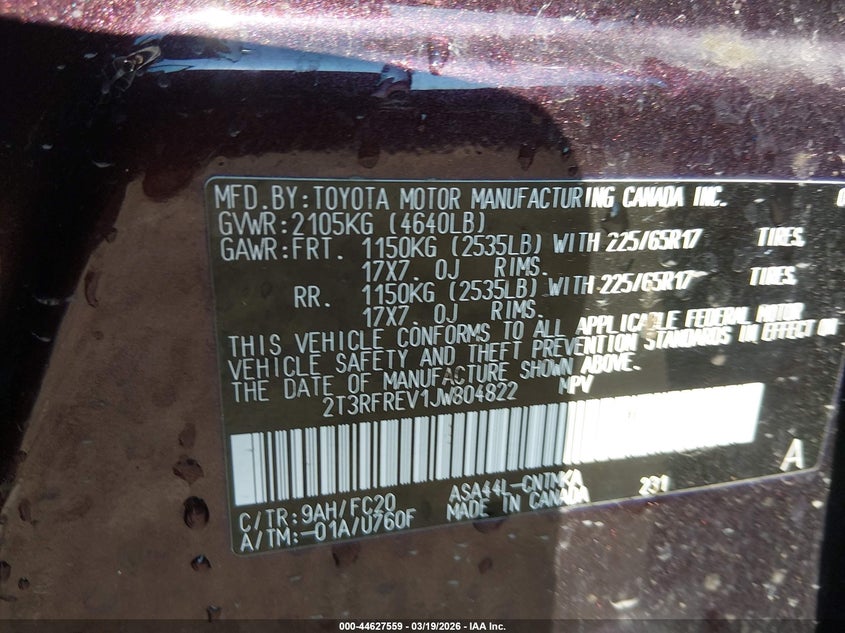 MFD. BY: TOYOTA MOTOR MANUFACTURING CANADA INC. 0
GVWR: 2105KG (4640LB)
GAWR: FRT. 1150KG (2535LB) WITH 225/65R17 TIRES.
17X7. 0J RIMS.
RR. 1150KG (2535LB) WITH 225/65R17 TIRES.
17X7 0J RIMS.
THIS VEHICLE CONFORMS TO ALL APPLICABLE FEDERAL MOTOR
VEHICLE SAFETY AND THEFT PREVENTION STANDARDS IN EFFECT ON
THE DATE OF MANUFACTURE SHOWN ABOVE.
2T3RFREV1JW804822 MPV
A
C/TR: 9AH/FC20 ASA44L-CNTMKA 231
A/TM: -01A/U760F MADE IN CANADA
000-44627559 - 03/19/2026 - IAA Inc.